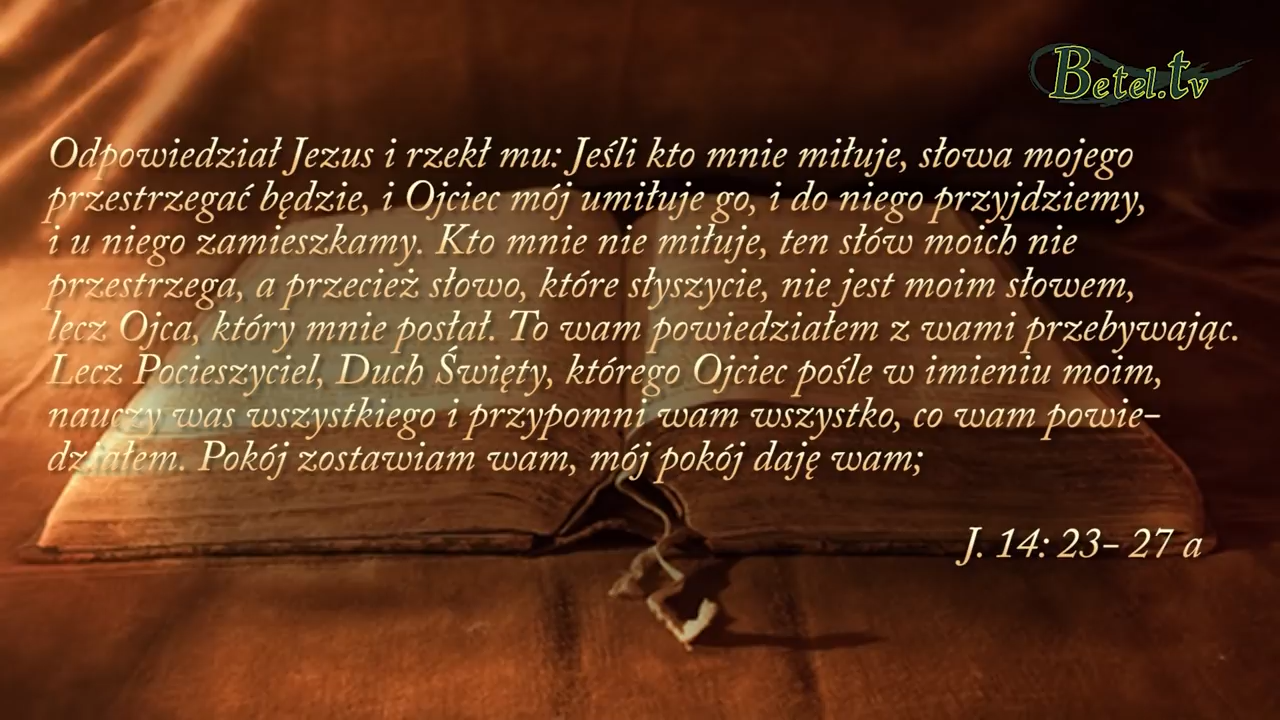 Betel.tv
Odpowiedział Jezus i rzekł mu: Jeśli kto mnie miłuje, słowa mojego
przestrzegać będzie, i Ojciec mój umiłuje go, i do niego przyjdziemy,
i u niego zamieszkamy. Kto mnie nie miłuje, ten słów moich nie
przestrzega, a przecież słowo, które słyszycie, nie jest moim słowem,
lecz Ojca, który mnie posłał. To wam powiedziałem z wami przebywając.
Lecz Pocieszyciel, Duch Święty, którego Ojciec pośle w imieniu moim,
nauczy was wszystkiego i przypomni wam wszystko, co wam powie-
działem. Pokój zostawiam wam, mój pokój daję wam;
J. 14: 23- 27 a